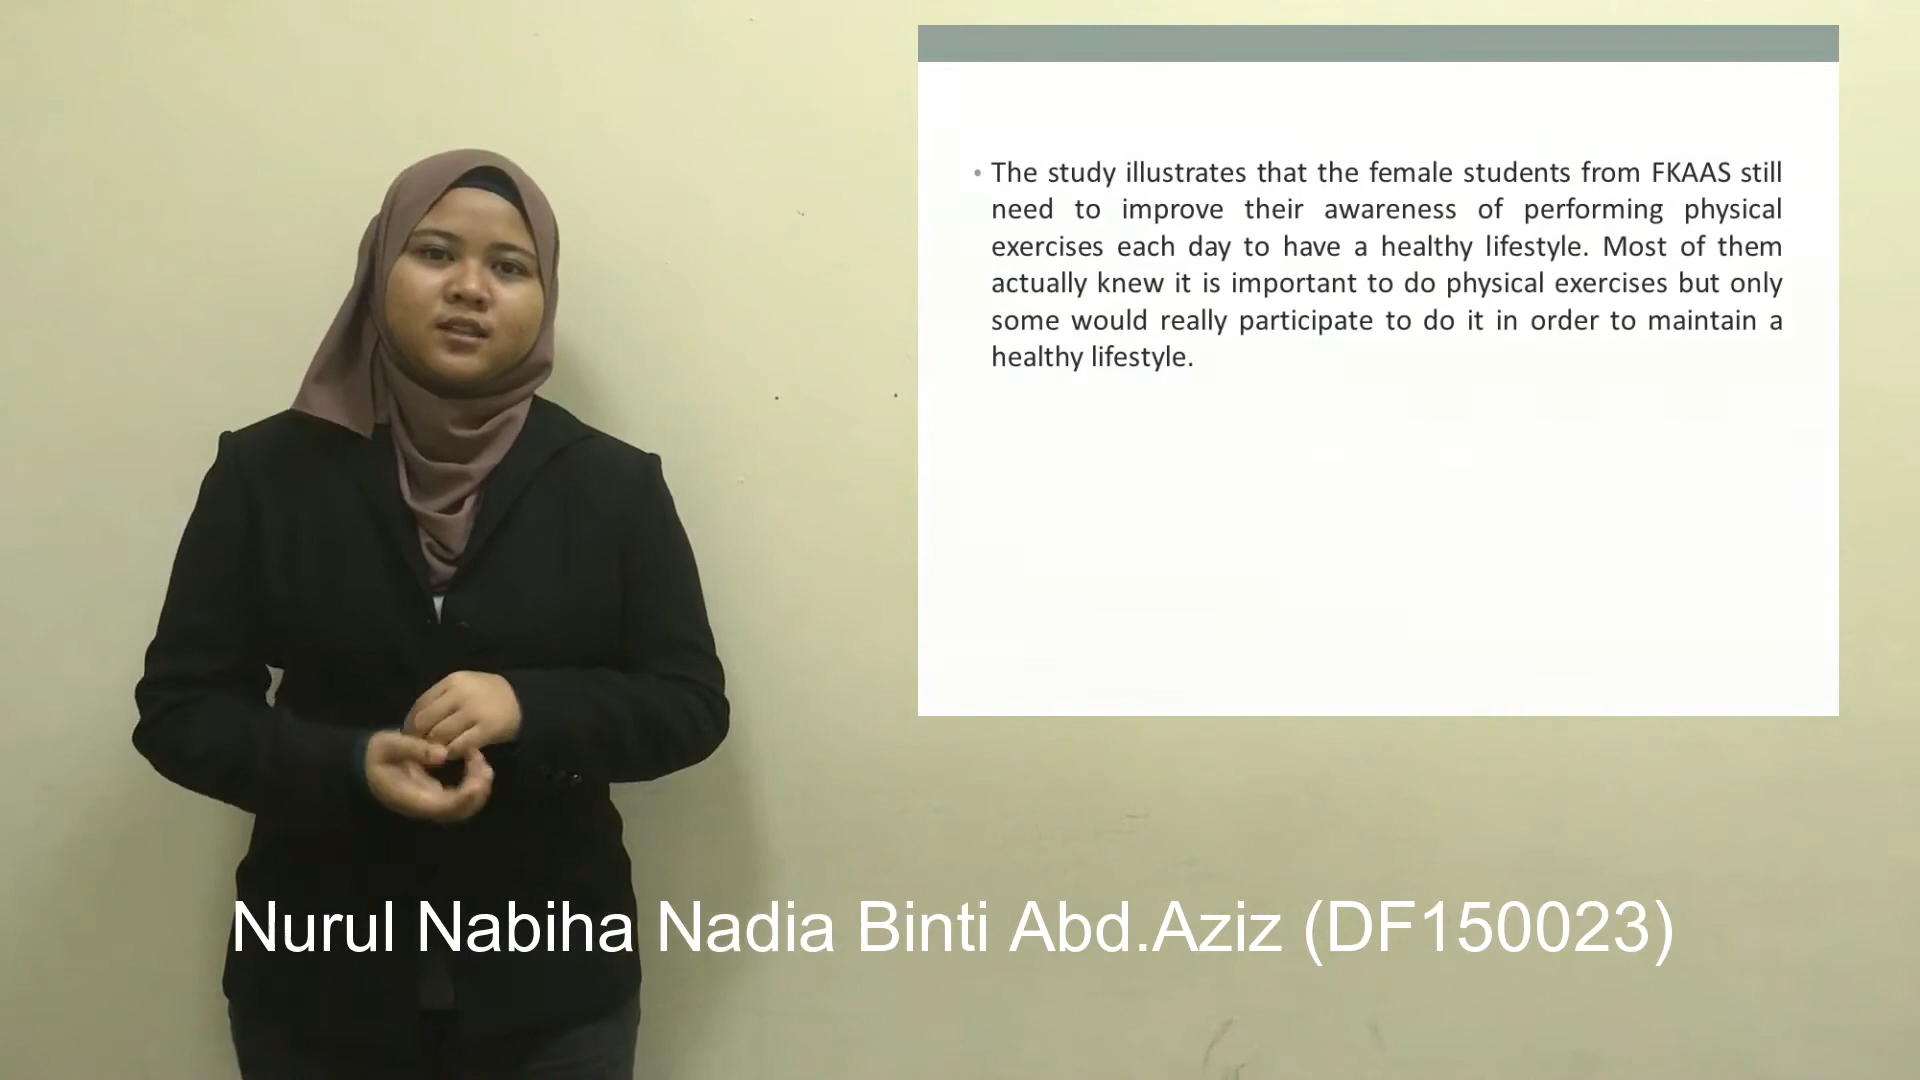 • The study illustrates that the female students from FKAAS still
need to improve their awareness of performing physical
exercises each day to have a healthy lifestyle. Most of them
actually knew it is important to do physical exercises but only
some would really participate to do it in order to maintain a
healthy lifestyle.
Nurul Nabiha Nadia Binti Abd.Aziz (DF150023)